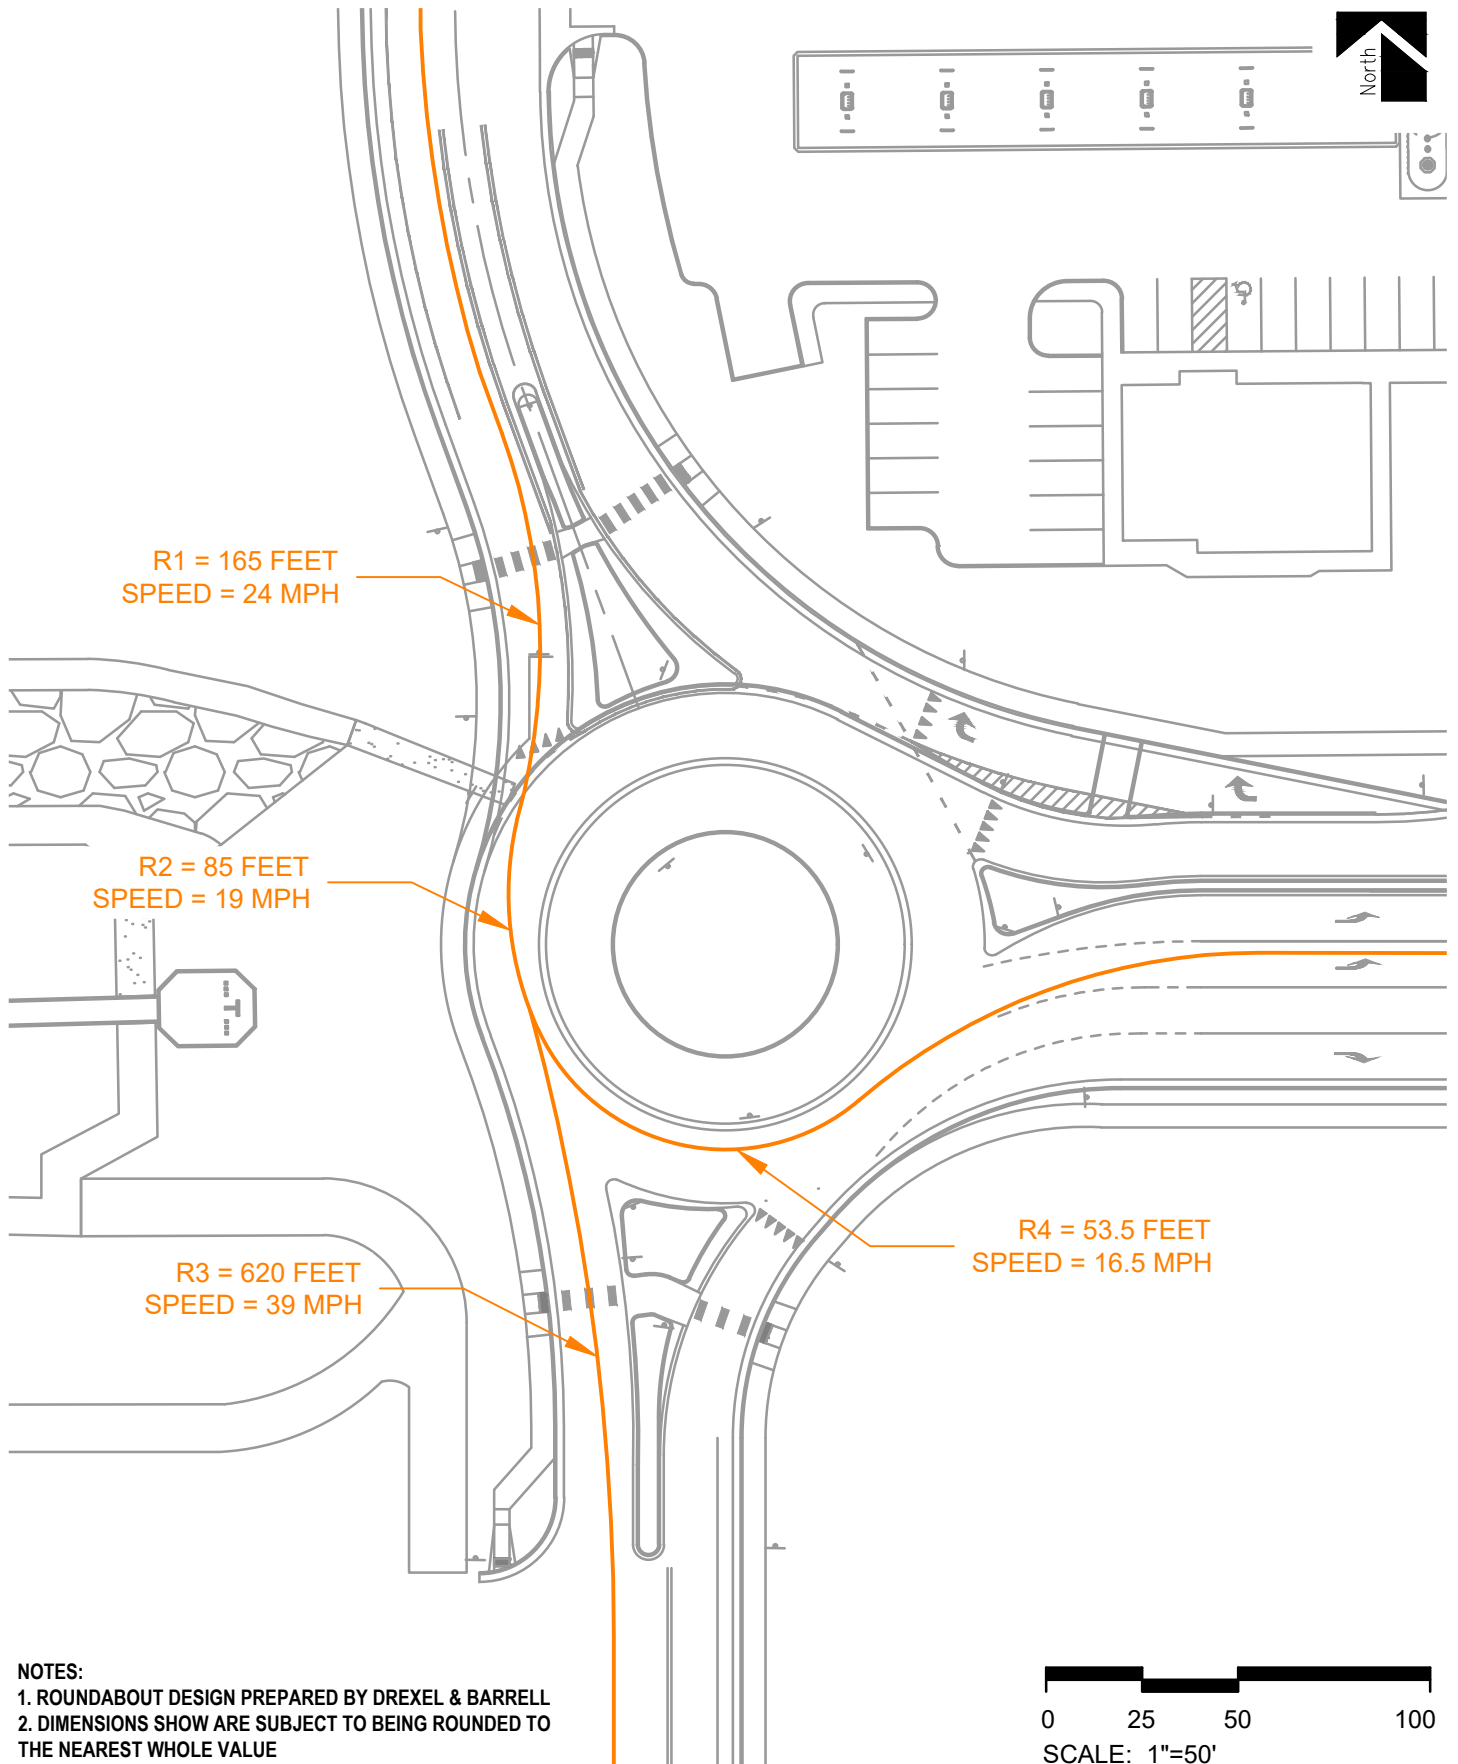 North
R1 = 165 FEET
SPEED = 24 MPH
R2 = 85 FEET
SPEED = 19 MPH
T
R4 = 53.5 FEET
SPEED = 16.5 MPH
R3 = 620 FEET
SPEED = 39 MPH
NOTES:
1. ROUNDABOUT DESIGN PREPARED BY DREXEL & BARRELL
2. DIMENSIONS SHOW ARE SUBJECT TO BEING ROUNDED TO
THE NEAREST WHOLE VALUE
0 25 50 100
SCALE: 1"=50'